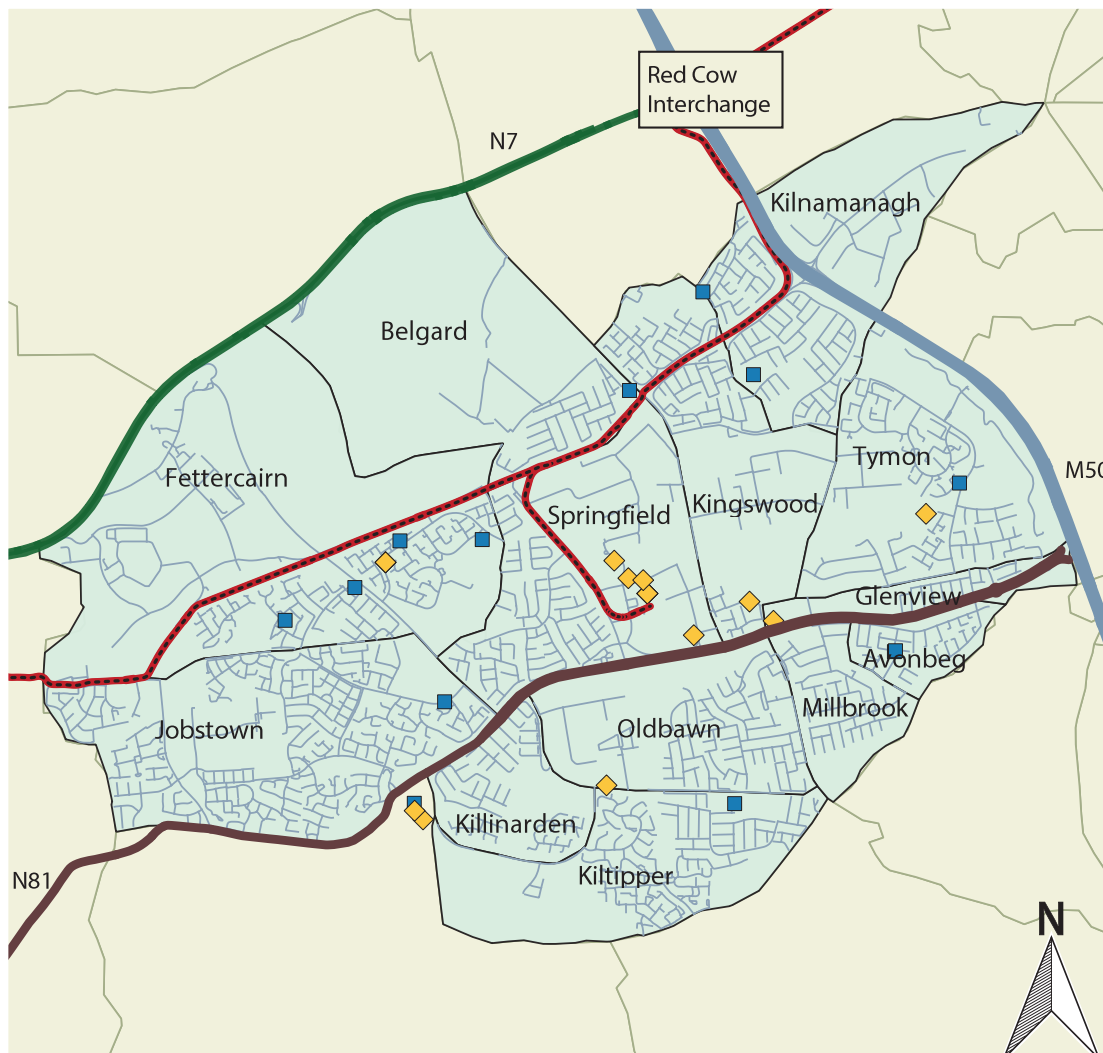 Red Cow
Interchange
N7
Kilnamanagh
Belgard
Tymon
M50
Fettercairn
Kingswood
Springfield
Glenview
Avonbeg
Millbrook
Jobstown
Oldbawn
Killinarden
Kiltipper
N81
N